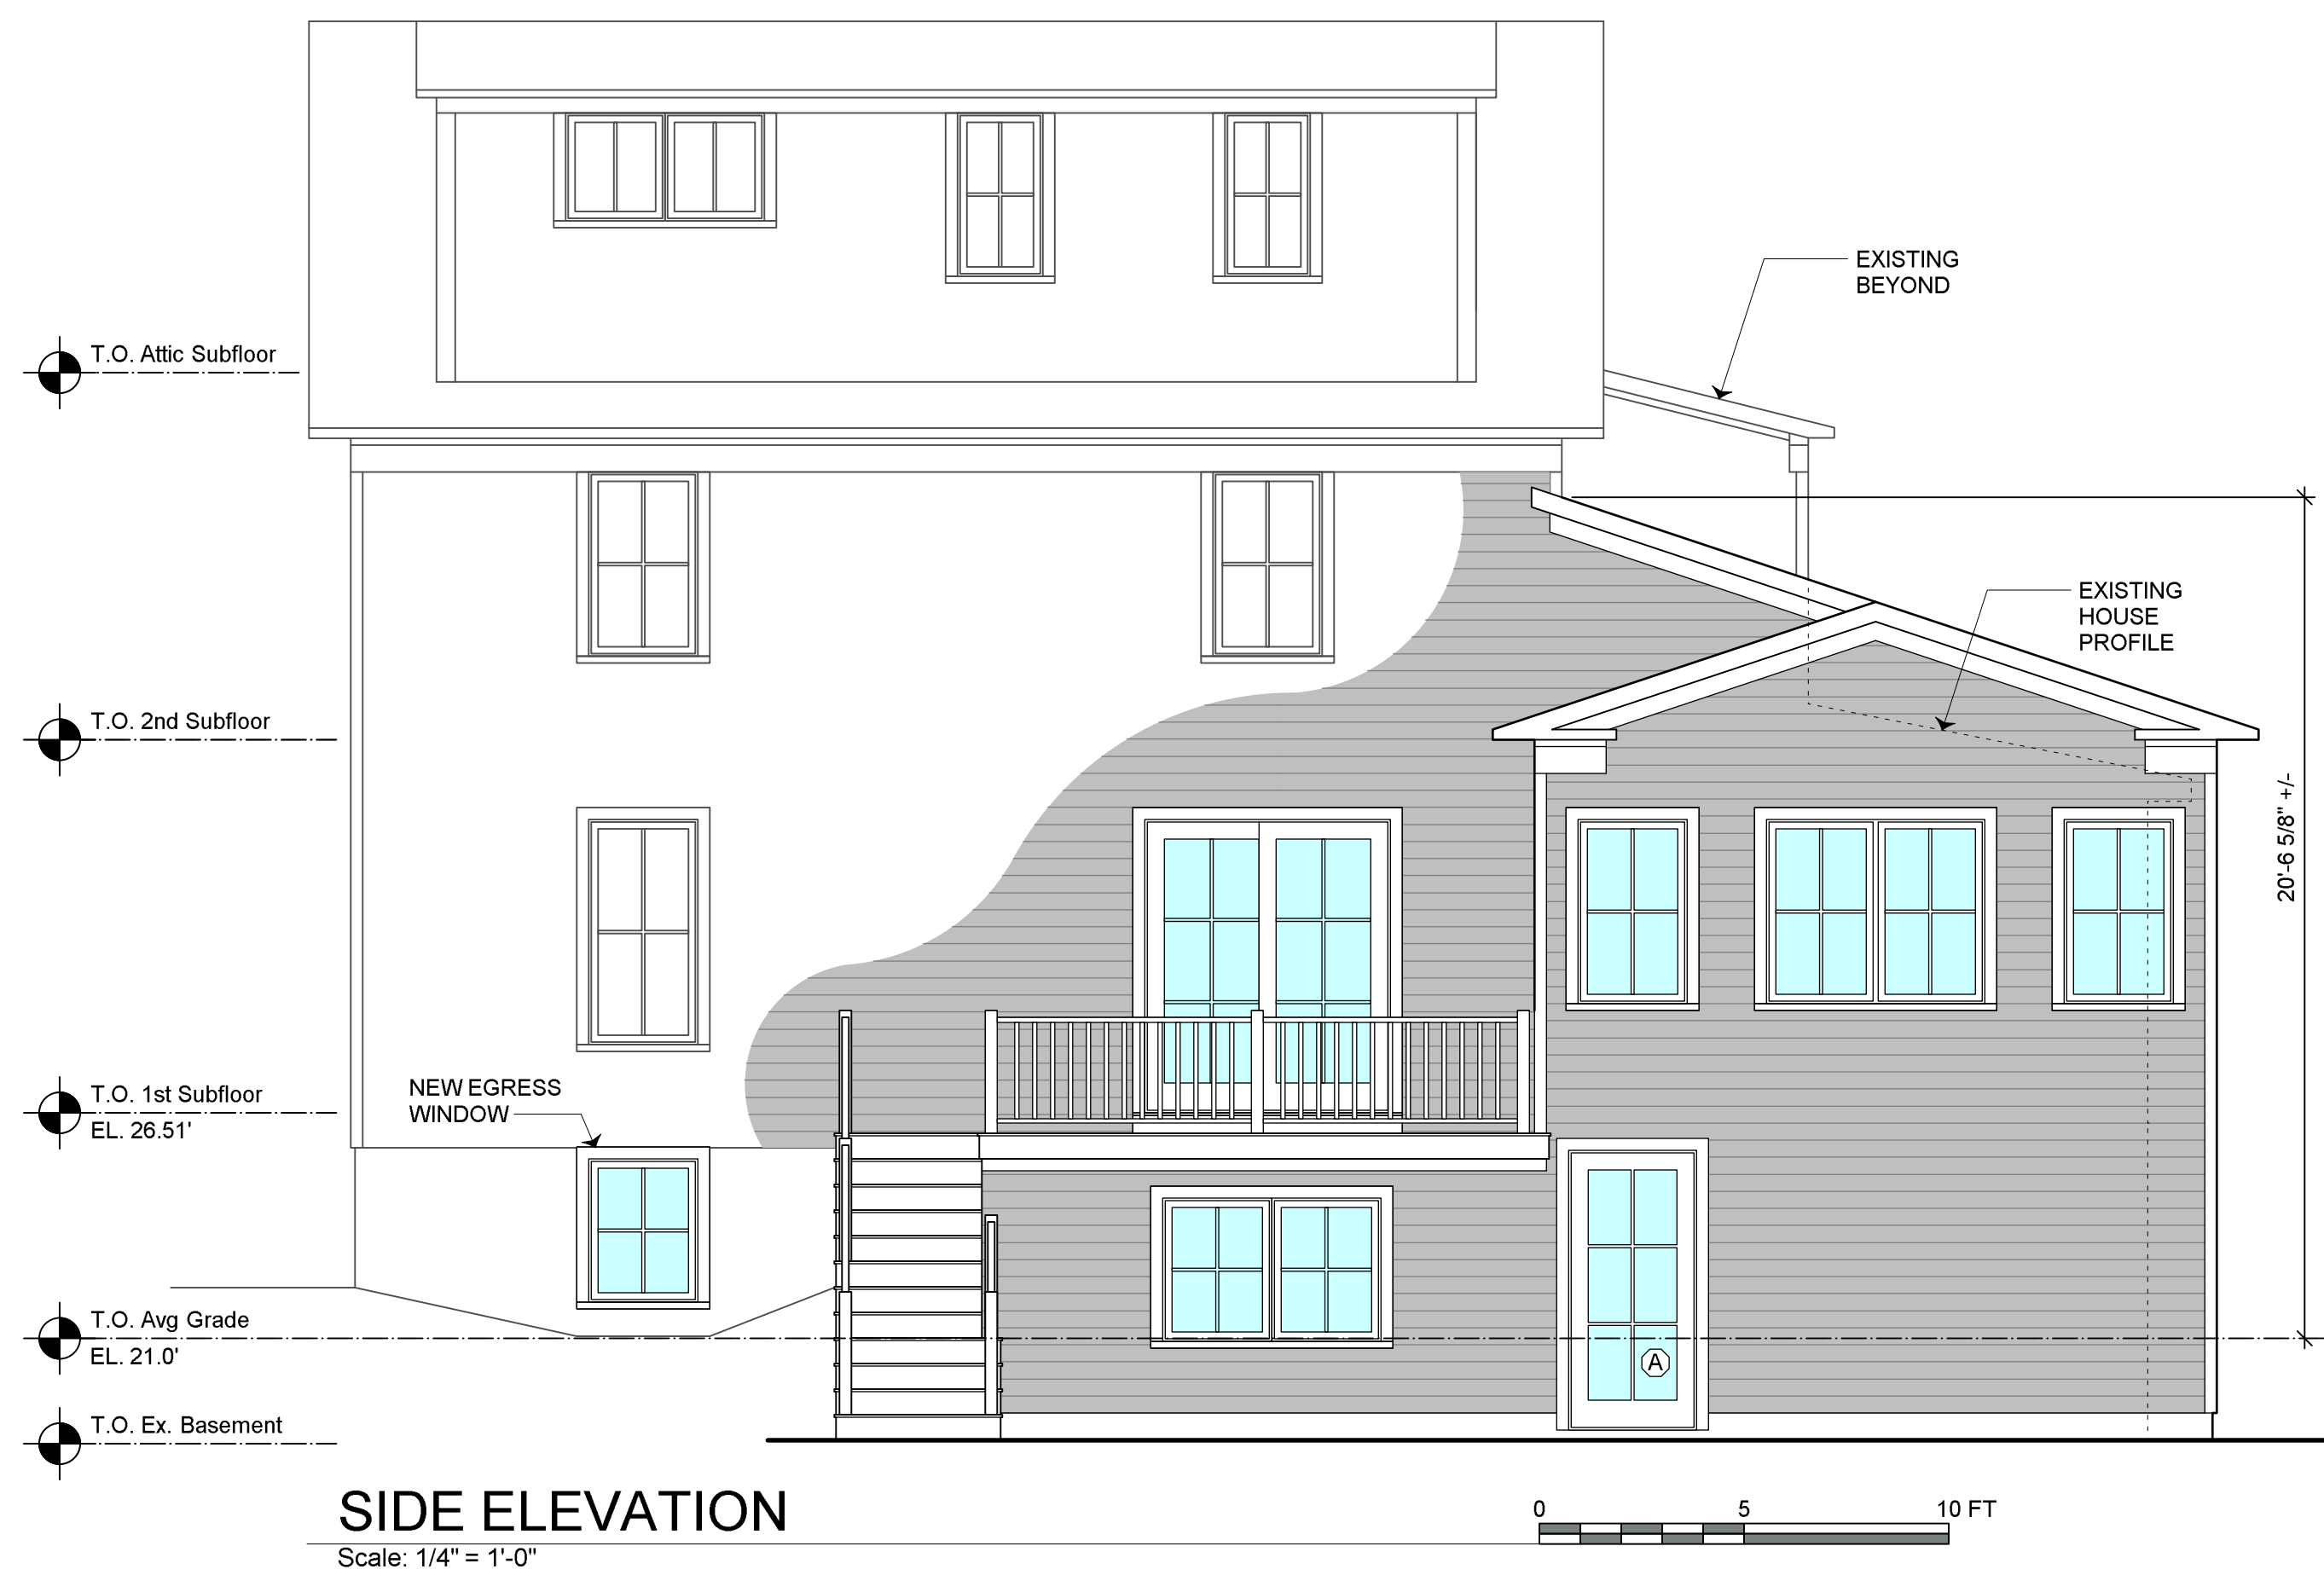 EXISTING
BEYOND
T.O. Attic Subfloor
EXISTING
HOUSE
PROFILE
T.O. 2nd Subfloor
20'-6 5/8" +/-
T.O. 1st Subfloor
EL. 26.51'
NEW EGRESS
WINDOW
T.O. Avg Grade
EL. 21.0'
A
T.O. Ex. Basement
SIDE ELEVATION
Scale: 1/4" = 1'-0"
0 5 10 FT